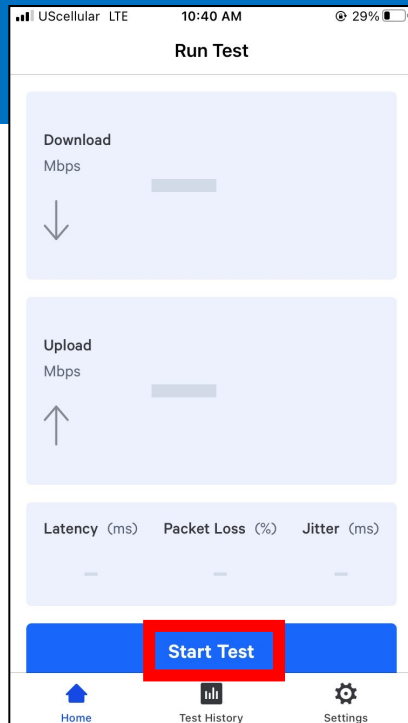 UScellular LTE 10:40 AM 29%
Run Test
Download
Mbps
Upload
Mbps
Latency (ms) Packet Loss (%) Jitter (ms)
Start Test
Home Test History Settings